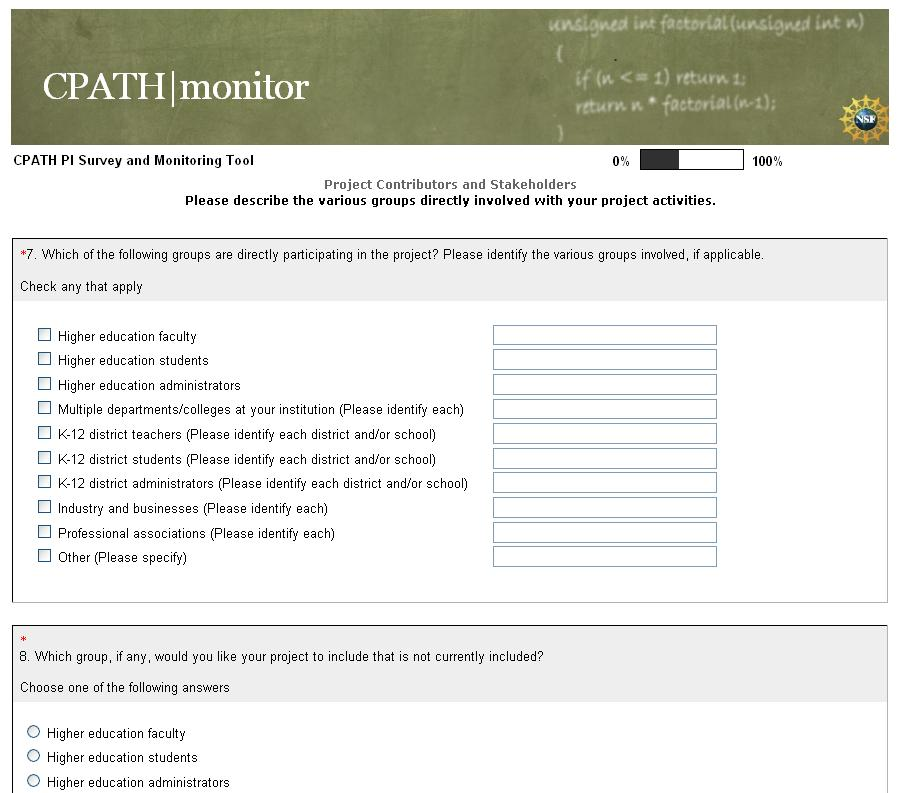 unsigned int factorial(unsigned int n)
{
if (n <= 1) return 1;
return n * factorial(n-1);
}
CPATH|monitor
NSF
CPATH PI Survey and Monitoring Tool
0% 100%
Project Contributors and Stakeholders
Please describe the various groups directly involved with your project activities.
*7. Which of the following groups are directly participating in the project? Please identify the various groups involved, if applicable.
Check any that apply
Higher education faculty
Higher education students
Higher education administrators
Multiple departments/colleges at your institution (Please identify each)
K-12 district teachers (Please identify each district and/or school)
K-12 district students (Please identify each district and/or school)
K-12 district administrators (Please identify each district and/or school)
Industry and businesses (Please identify each)
Professional associations (Please identify each)
Other (Please specify)
*
8. Which group, if any, would you like your project to include that is not currently included?
Choose one of the following answers
Higher education faculty
Higher education students
Higher education administrators